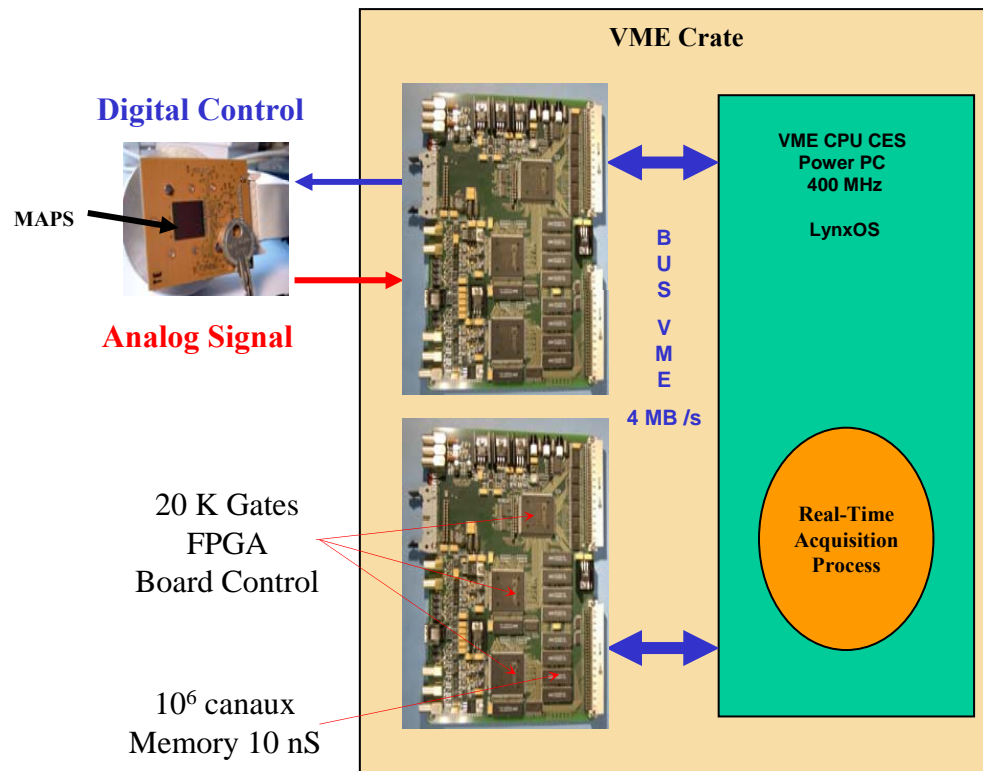 VME Crate
Digital Control
MAPS
Analog Signal
VME CPU CES
Power PC
400 MHz
LynxOS
B
U
S
V
M
E
4 MB /s
20 K Gates
FPGA
Board Control
10⁶ canaux
Memory 10 nS
Real-Time
Acquisition
Process